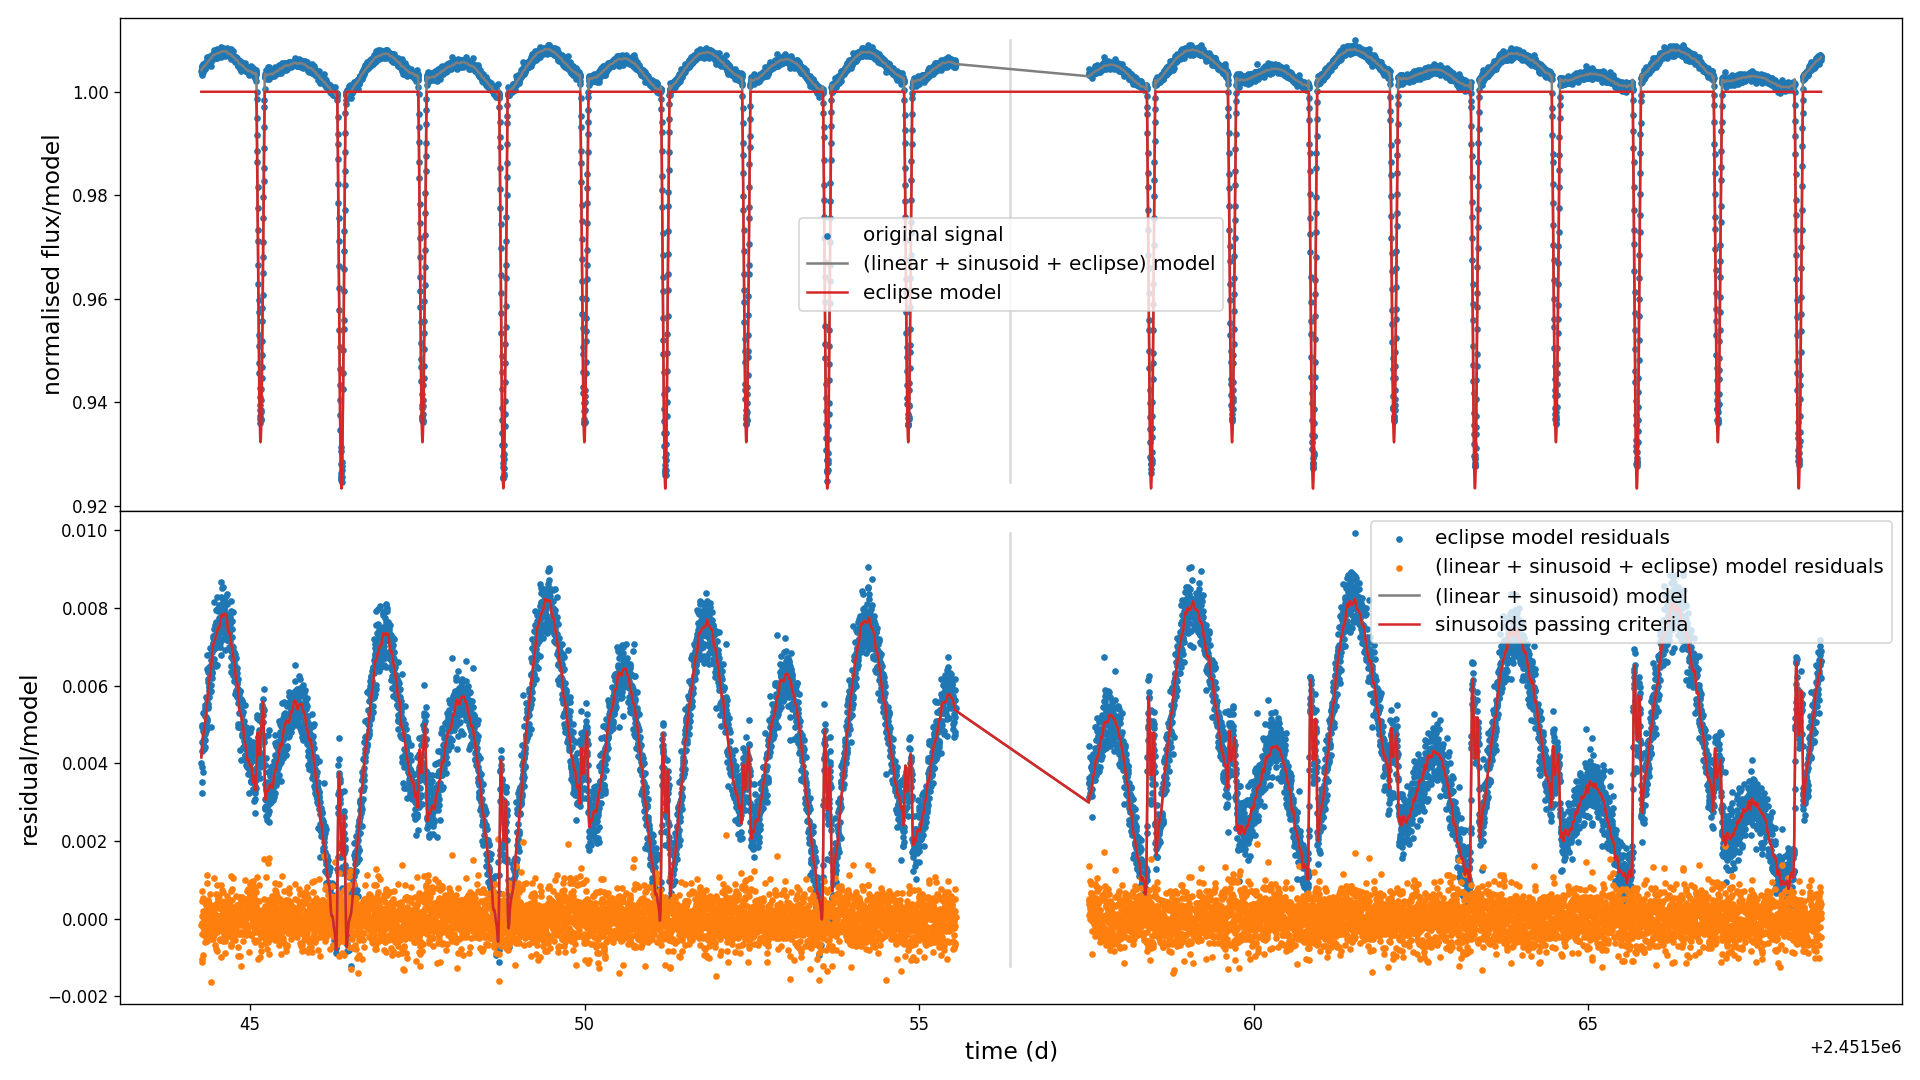 normalised flux/model
1.00
0.98
0.96
0.94
0.92
original signal
(linear + sinusoid + eclipse) model
eclipse model
residual/model
0.010
0.008
0.006
0.004
0.002
0.000
−0.002
eclipse model residuals
(linear + sinusoid + eclipse) model residuals
(linear + sinusoid) model
sinusoids passing criteria
45
50
55
60
65
time (d)
+2.4515e6